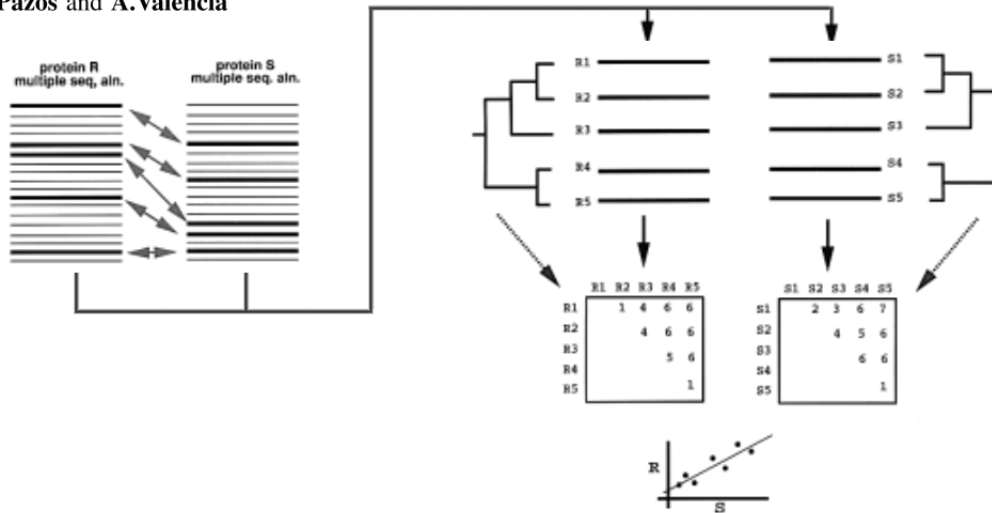 Pazos and A.Valencia
protein R
multiple seq, aln.
protein S
multiple seq. aln.
R1
R2
R3
R4
R5
S1
S2
S3
S4
S5
R1 R2 R3 R4 R5
R1 1 4 6 6
R2 4 6 6
R3 5 6
R4 1
R5
S1 S2 S3 S4 S5
S1 2 3 6 7
S2 4 5 6
S3 6 6
S4 1
S5
R
S